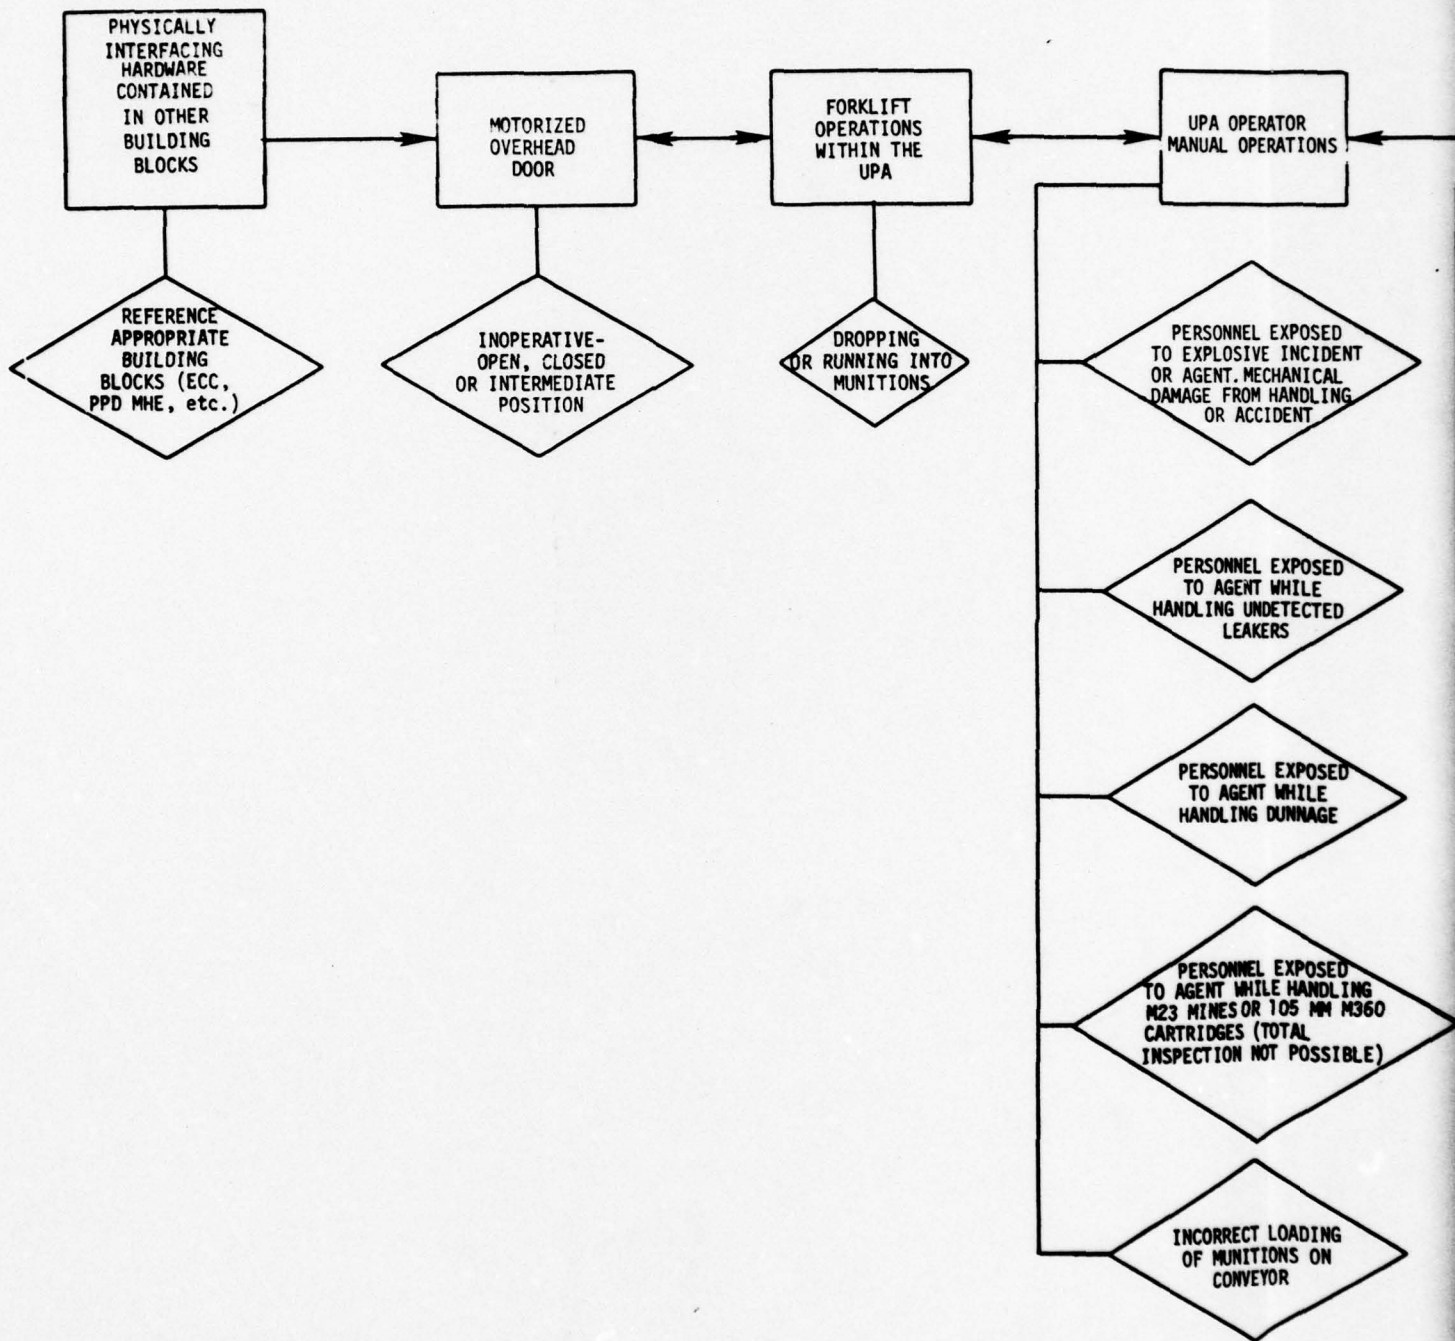 PHYSICALLY
INTERFACING
HARDWARE
CONTAINED
IN OTHER
BUILDING
BLOCKS
MOTORIZED
OVERHEAD
DOOR
FORKLIFT
OPERATIONS
WITHIN THE
UPA
UPA OPERATOR
MANUAL OPERATIONS
REFERENCE
APPROPRIATE
BUILDING
BLOCKS (ECC,
PPD MHE, etc.)
INOPERATIVE-
OPEN, CLOSED
OR INTERMEDIATE
POSITION
DROPPING
OR RUNNING INTO
MUNITIONS
PERSONNEL EXPOSED
TO EXPLOSIVE INCIDENT
OR AGENT. MECHANICAL
DAMAGE FROM HANDLING
OR ACCIDENT
PERSONNEL EXPOSED
TO AGENT WHILE
HANDLING UNDETECTED
LEAKERS
PERSONNEL EXPOSED
TO AGENT WHILE
HANDLING DUNNAGE
PERSONNEL EXPOSED
TO AGENT WHILE HANDLING
M23 MINES OR 105 MM M360
CARTRIDGES (TOTAL
INSPECTION NOT POSSIBLE)
INCORRECT LOADING
OF MUNITIONS ON
CONVEYOR